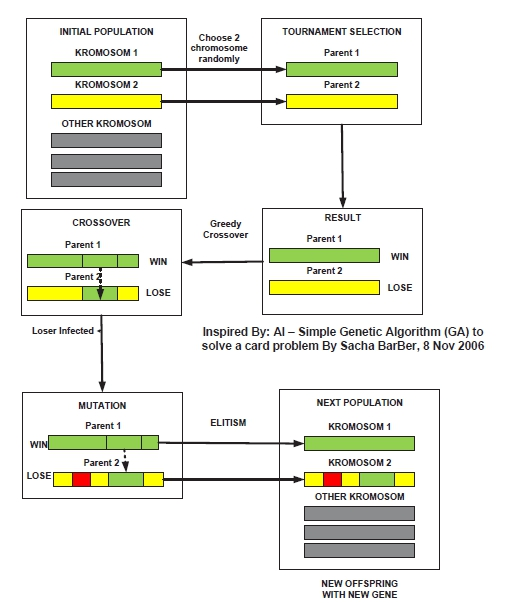 INITIAL POPULATION
KROMOSOM 1
KROMOSOM 2
OTHER KROMOSOM
Choose 2
chromosome
randomly
TOURNAMENT SELECTION
Parent 1
Parent 2
RESULT
Parent 1
WIN
Parent 2
LOSE
Greedy
Crossover
CROSSOVER
Parent 1
WIN
Parent 2
LOSE
Inspired By: AI – Simple Genetic Algorithm (GA) to
solve a card problem By Sacha BarBer, 8 Nov 2006
Loser Infected
MUTATION
Parent 1
WIN
Parent 2
LOSE
ELITISM
NEXT POPULATION
KROMOSOM 1
KROMOSOM 2
OTHER KROMOSOM
NEW OFFSPRING
WITH NEW GENE